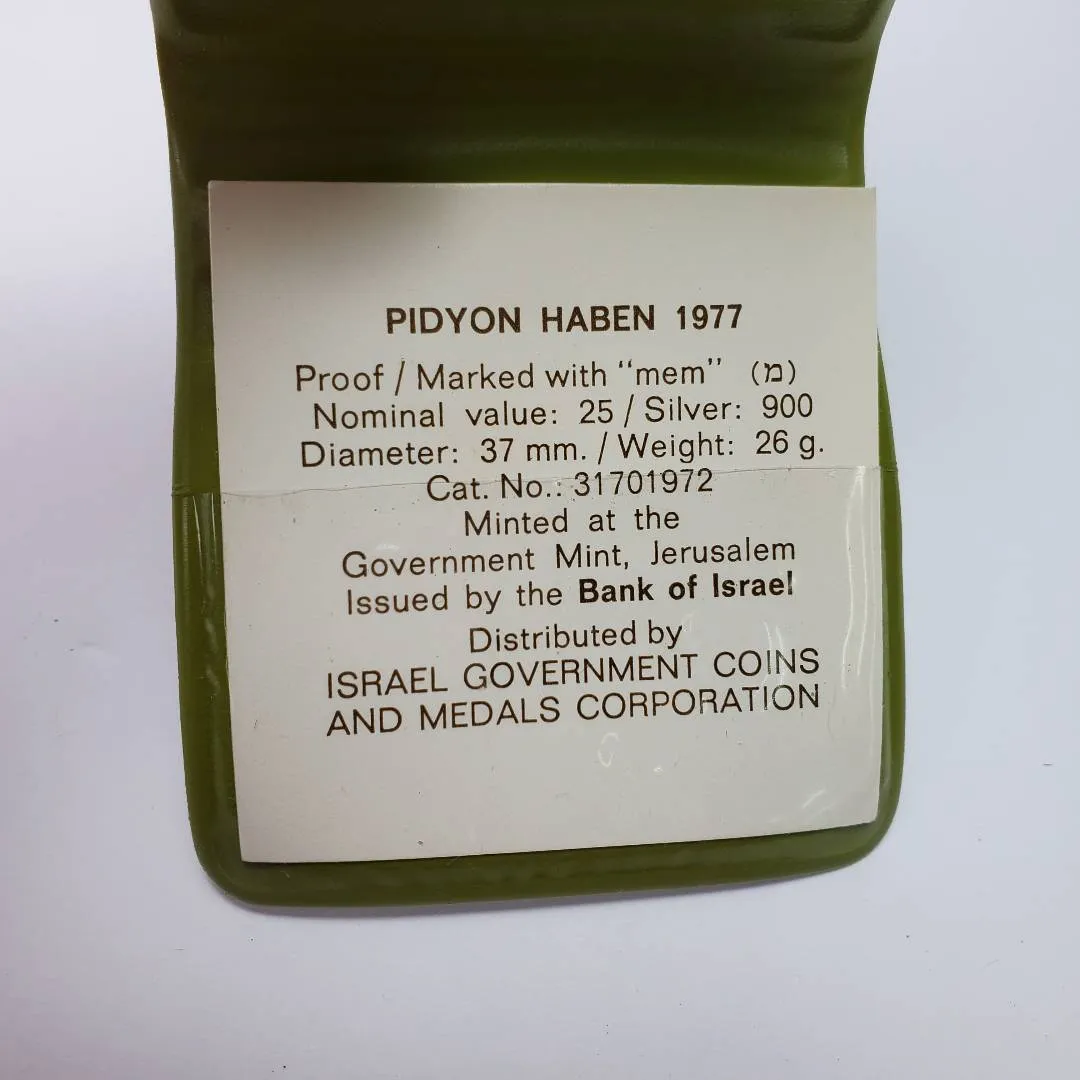 PIDYON HABEN 1977
Proof / Marked with “mem” (מ)
Nominal value: 25 / Silver: 900
Diameter: 37 mm. / Weight: 26 g.
Cat. No.: 31701972
Minted at the
Government Mint, Jerusalem
Issued by the Bank of Israel
Distributed by
ISRAEL GOVERNMENT COINS
AND MEDALS CORPORATION